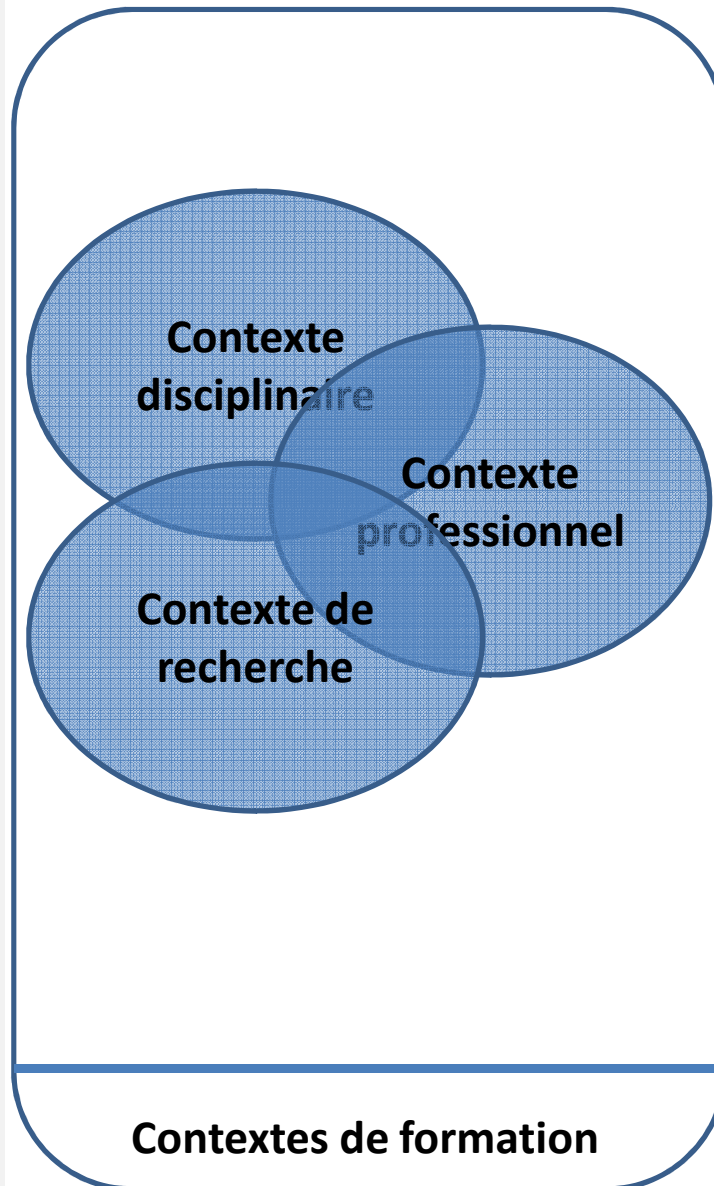 Contexte
disciplinaire
Contexte
professionnel
Contexte de
recherche
Contextes de formation